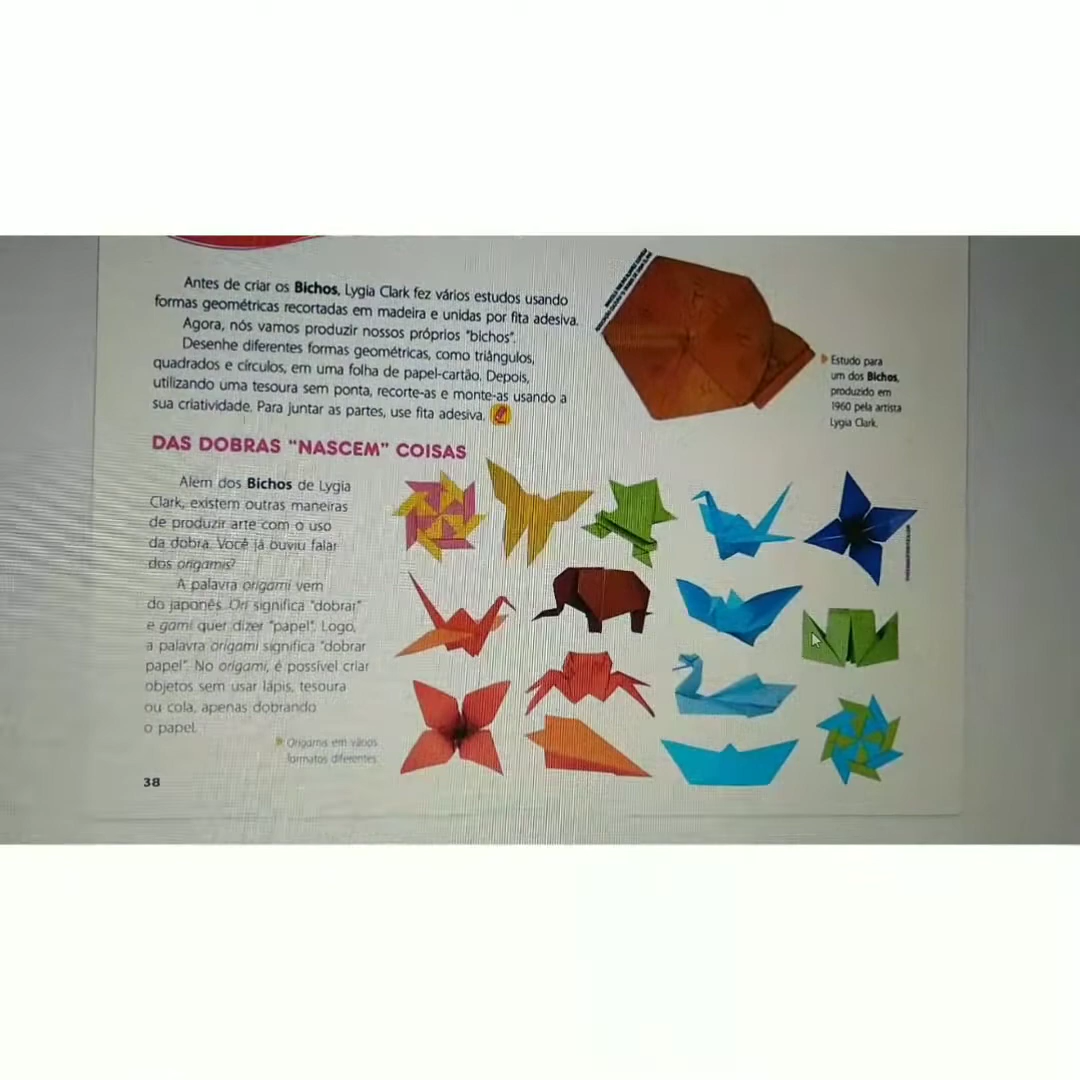 Antes de criar os Bichos, Lygia Clark fez vários estudos usando
formas geométricas recortadas em madeira e unidas por fita adesiva.
Agora, nós vamos produzir nossos próprios "bichos".
Desenhe diferentes formas geométricas, como triângulos,
quadrados e círculos, em uma folha de papel-cartão. Depois,
utilizando uma tesoura sem ponta, recorte-as e monte-as usando a
sua criatividade. Para juntar as partes, use fita adesiva.
Estudo para
um dos Bichos,
produzido em
1960 pela artista
Lygia Clark.
DAS DOBRAS "NASCEM" COISAS
Além dos Bichos de Lygia
Clark, existem outras maneiras
de produzir arte com o uso
da dobra. Você já ouviu falar
dos origamis?
A palavra origami vem
do japonês. Ori significa "dobrar"
e gami quer dizer "papel". Logo,
a palavra origami significa "dobrar
papel". No origami, é possível criar
objetos sem usar lápis, tesoura
ou cola, apenas dobrando
o papel.
Origamis em vários
formatos diferentes.
38